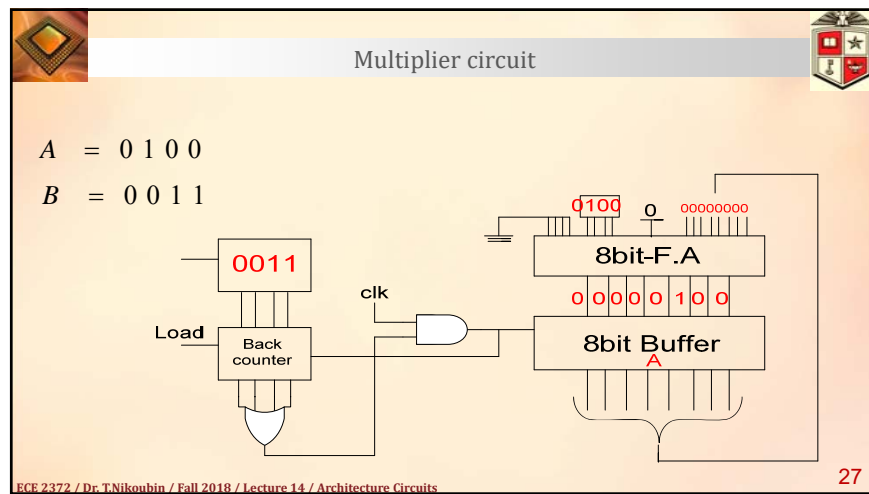 Multiplier circuit
A = 0 1 0 0
B = 0 0 1 1
0100 0 00000000
8bit-F.A
0011
0 0 0 0 0 1 0 0
clk
Load
Back
counter
8bit Buffer
A
ECE 2372 / Dr. T.Nikoubin / Fall 2018 / Lecture 14 / Architecture Circuits
27